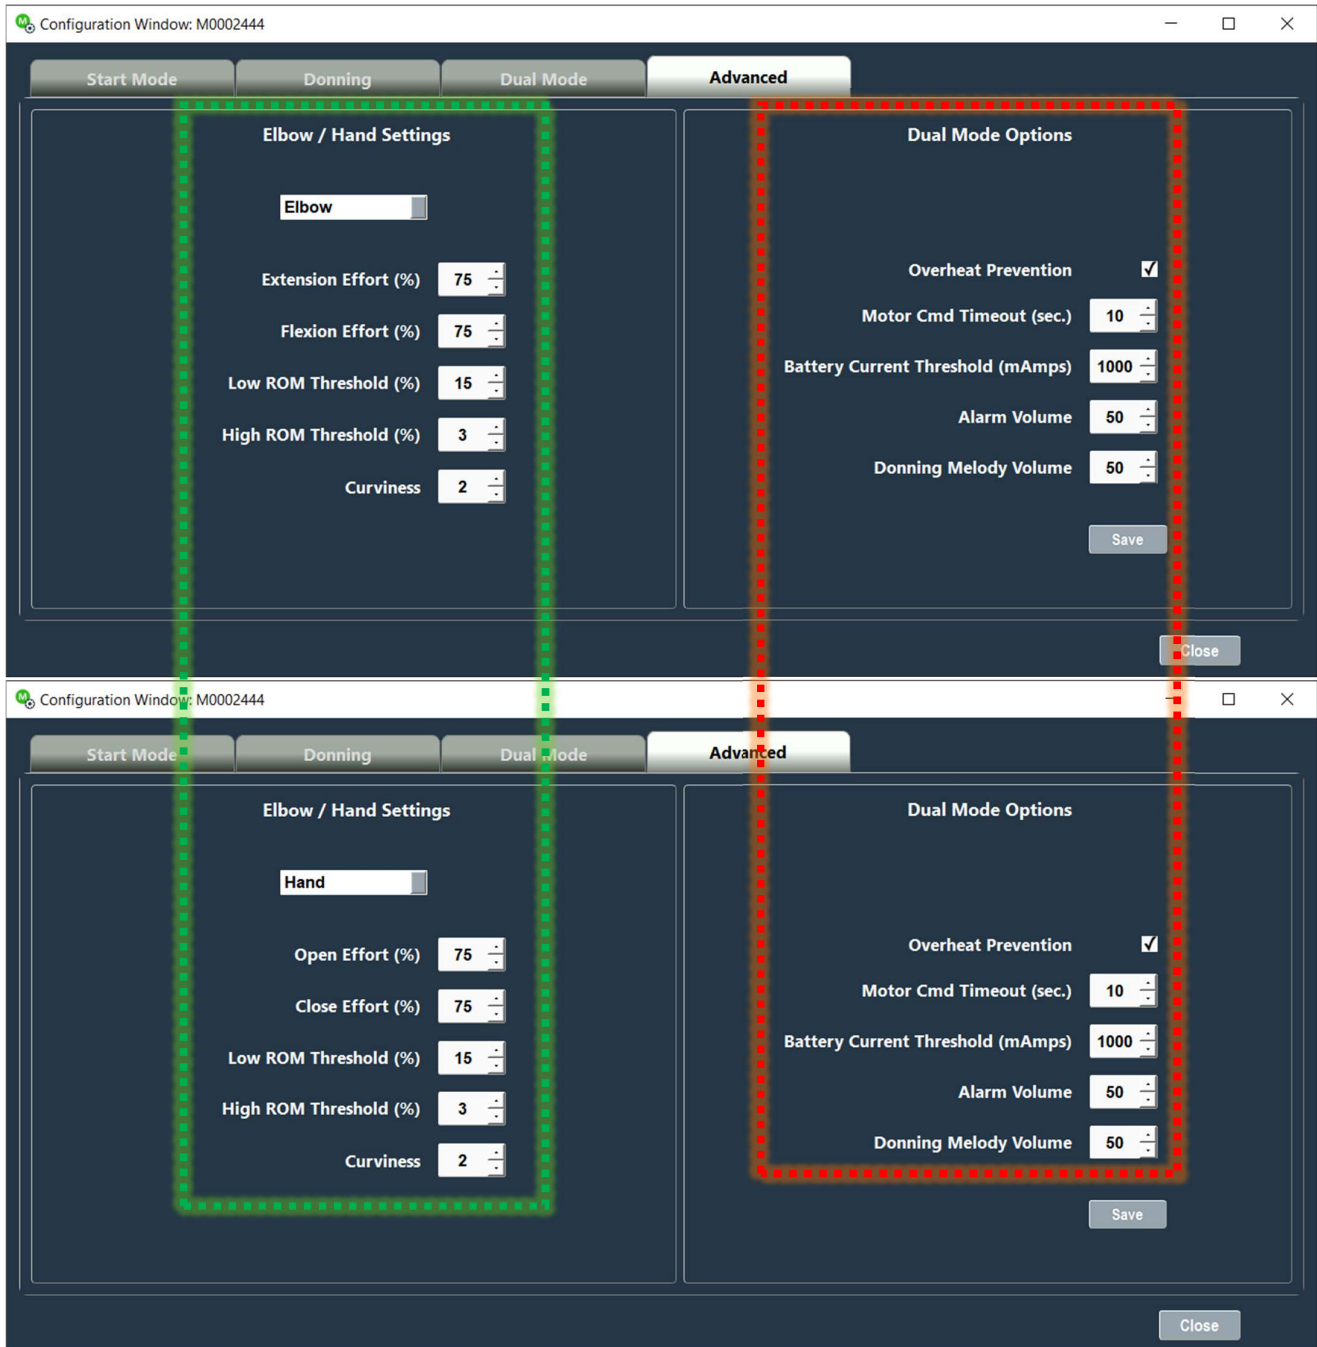 Configuration Window: M0002444
Start Mode Donning Dual Mode Advanced
Elbow / Hand Settings
Elbow
Extension Effort (%) 75
Flexion Effort (%) 75
Low ROM Threshold (%) 15
High ROM Threshold (%) 3
Curviness 2
Dual Mode Options
Overheat Prevention
Motor Cmd Timeout (sec.) 10
Battery Current Threshold (mAmps) 1000
Alarm Volume 50
Donning Melody Volume 50
Save
Close
Configuration Window: M0002444
Start Mode Donning Dual Mode Advanced
Elbow / Hand Settings
Hand
Open Effort (%) 75
Close Effort (%) 75
Low ROM Threshold (%) 15
High ROM Threshold (%) 3
Curviness 2
Dual Mode Options
Overheat Prevention
Motor Cmd Timeout (sec.) 10
Battery Current Threshold (mAmps) 1000
Alarm Volume 50
Donning Melody Volume 50
Save
Close